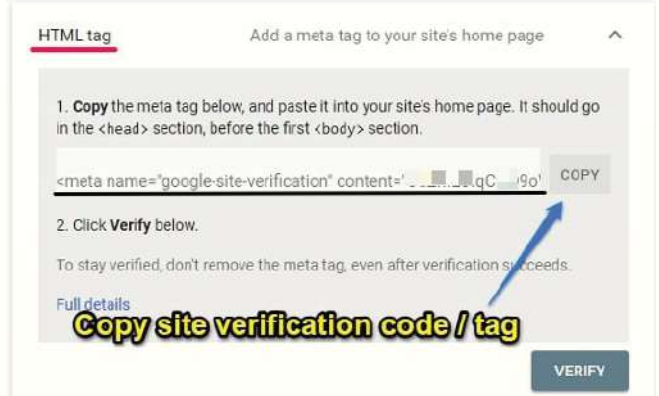 HTML tag Add a meta tag to your site's home page
1. Copy the meta tag below, and paste it into your site's home page. It should go
in the <head> section, before the first <body> section.
<meta name="google-site-verification" content="
COPY
2. Click Verify below.
To stay verified, don't remove the meta tag, even after verification succeeds.
Full details
Copy site verification code / tag
VERIFY